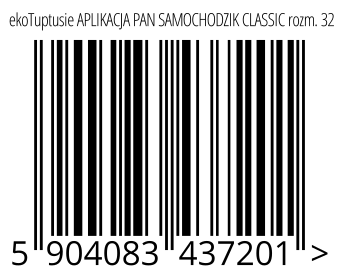 ekoTuptusie APLIKACJA PAN SAMOCHODZIK CLASSIC rozm. 32
5 904083 437201 >